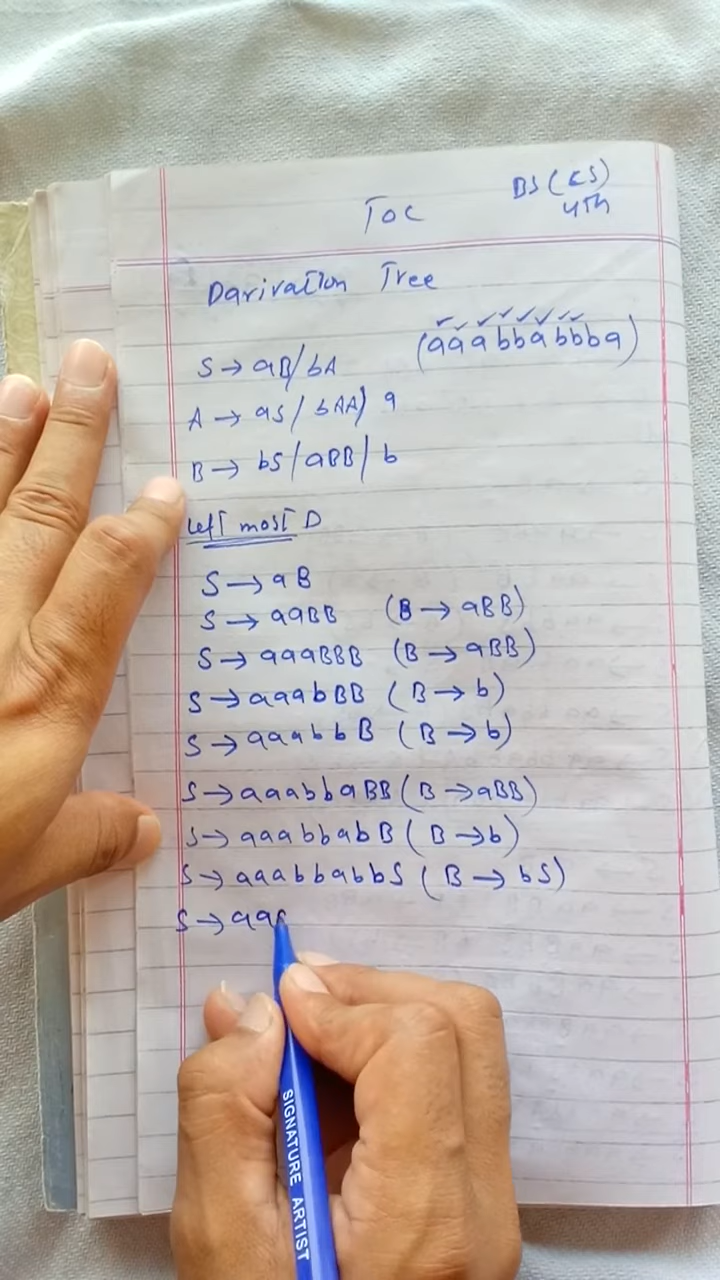 BS (CS)
4th
TOC
Darivation Tree
(aaabbabbba)
S → aB/bA
A → aS/bAA/a
B → bS/aBB/b
Left most D
S → aB
S → aaBB (B → aBB)
S → aaaBBB (B → aBB)
S → aaabBB (B → b)
S → aaabbB (B → b)
S → aaabbaBB (B → aBB)
S → aaabbabB (B → b)
S → aaabbabbS (B → bS)
S → aaa
SIGNATURE ARTIST